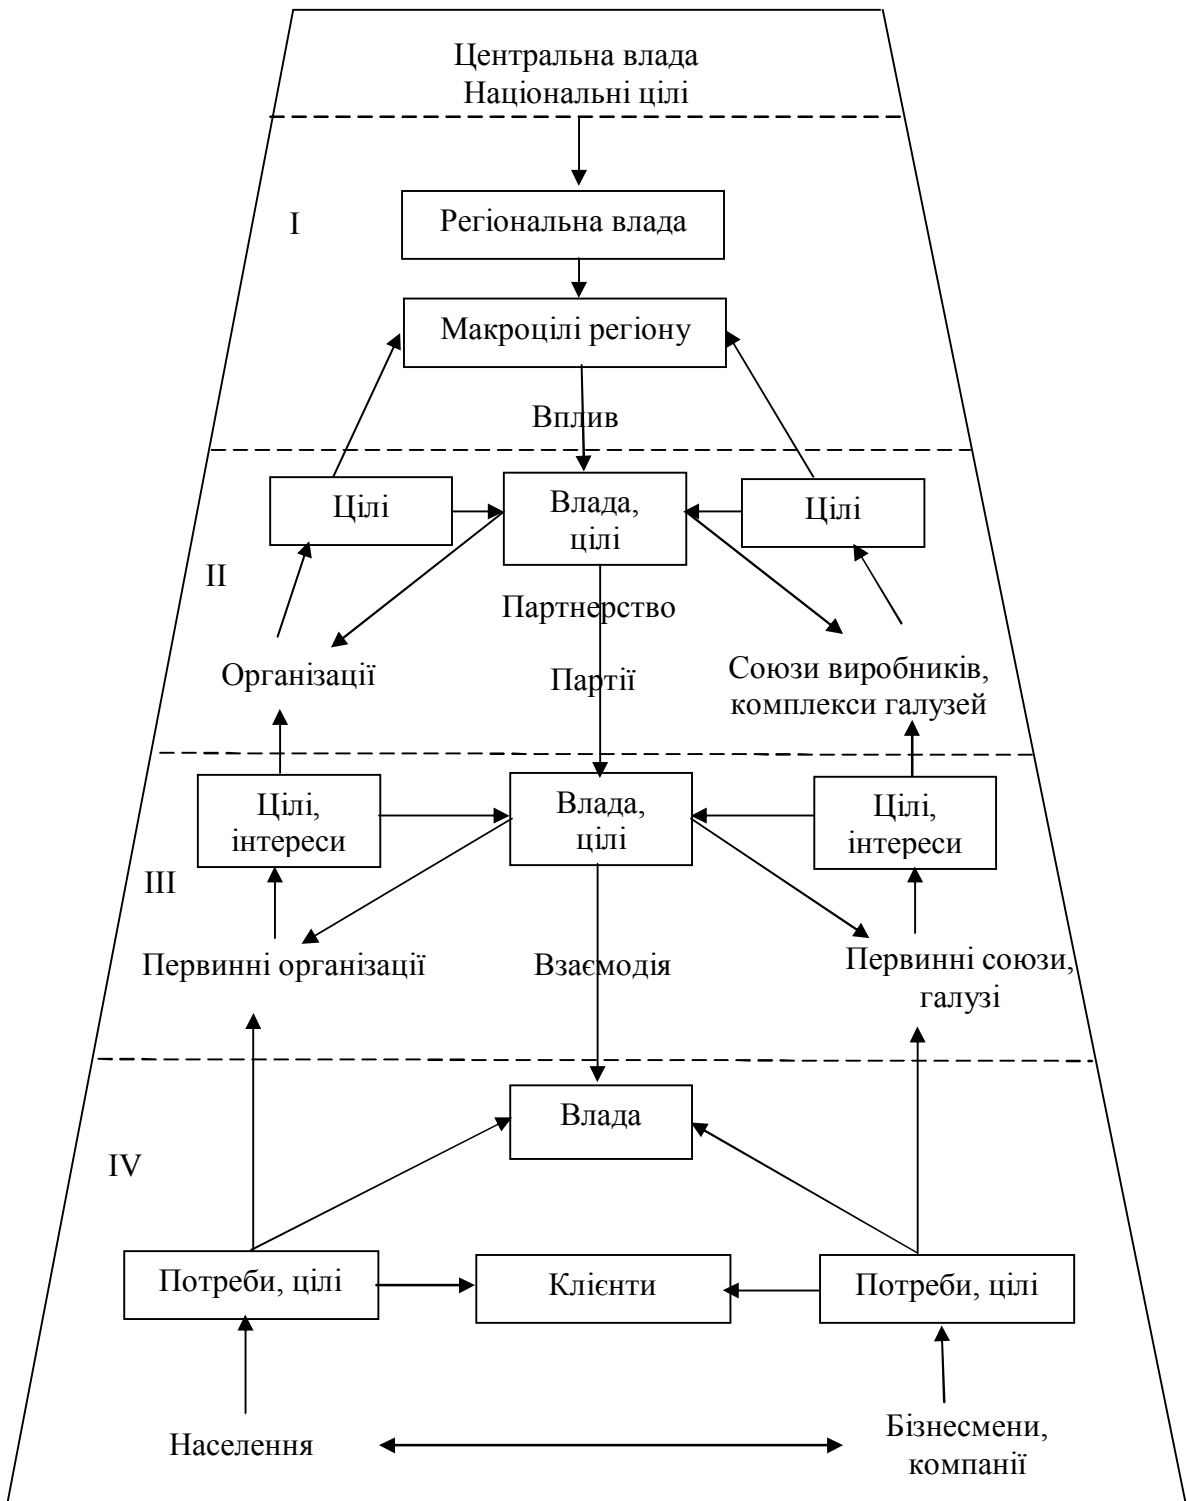 Центральна влада
Національні цілі
I
Регіональна влада
Макроцілі регіону
Вплив
Цілі
Влада,
цілі
Цілі
II
Партнерство
Організації
Партії
Союзи виробників,
комплекси галузей
Цілі,
інтереси
Влада,
цілі
Цілі,
інтереси
III
Первинні організації
Взаємодія
Первинні союзи,
галузі
Влада
IV
Потреби, цілі
Клієнти
Потреби, цілі
Населення
Бізнесмени,
компанії